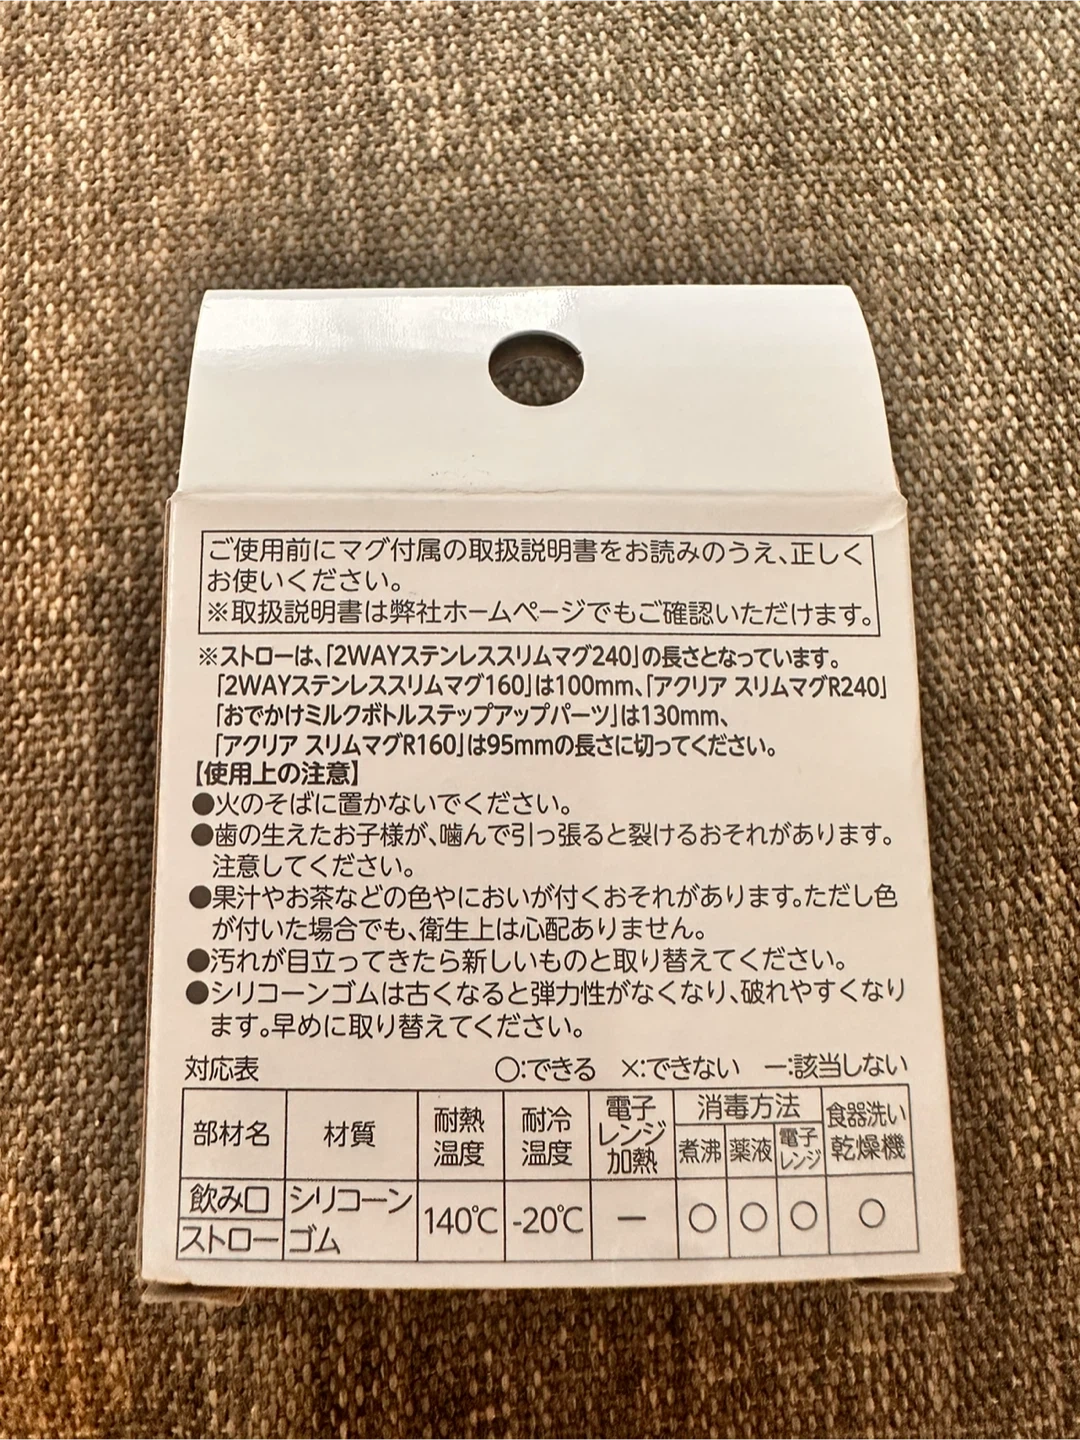 ご使用前にマグ付属の取扱説明書をお読みのうえ、正しく
お使いください。
※取扱説明書は弊社ホームページでもご確認いただけます。
※ストローは、「2WAYステンレススリムマグ240」の長さとなっています。
「2WAYステンレススリムマグ160」は100mm、「アクリア スリムマグR240」
「おでかけミルクボトルステップアップパーツ」は130mm、
「アクリア スリムマグR160」は95mmの長さに切ってください。
【使用上の注意】
●火のそばに置かないでください。
●歯の生えたお子様が、噛んで引っ張ると裂けるおそれがあります。
注意してください。
●果汁やお茶などの色やにおいが付くおそれがあります。ただし色
が付いた場合でも、衛生上は心配ありません。
●汚れが目立ってきたら新しいものと取り替えてください。
●シリコーンゴムは古くなると弾力性がなくなり、破れやすくなり
ます。早めに取り替えてください。
対応表 ○:できる ×:できない ー:該当しない
部材名 材質 耐熱温度 耐冷温度 電子レンジ加熱 消毒方法 食器洗い乾燥機
煮沸 薬液 電子レンジ
飲み口 シリコーン 140℃ -20℃ ー ○ ○ ○ ○
ストロー ゴム